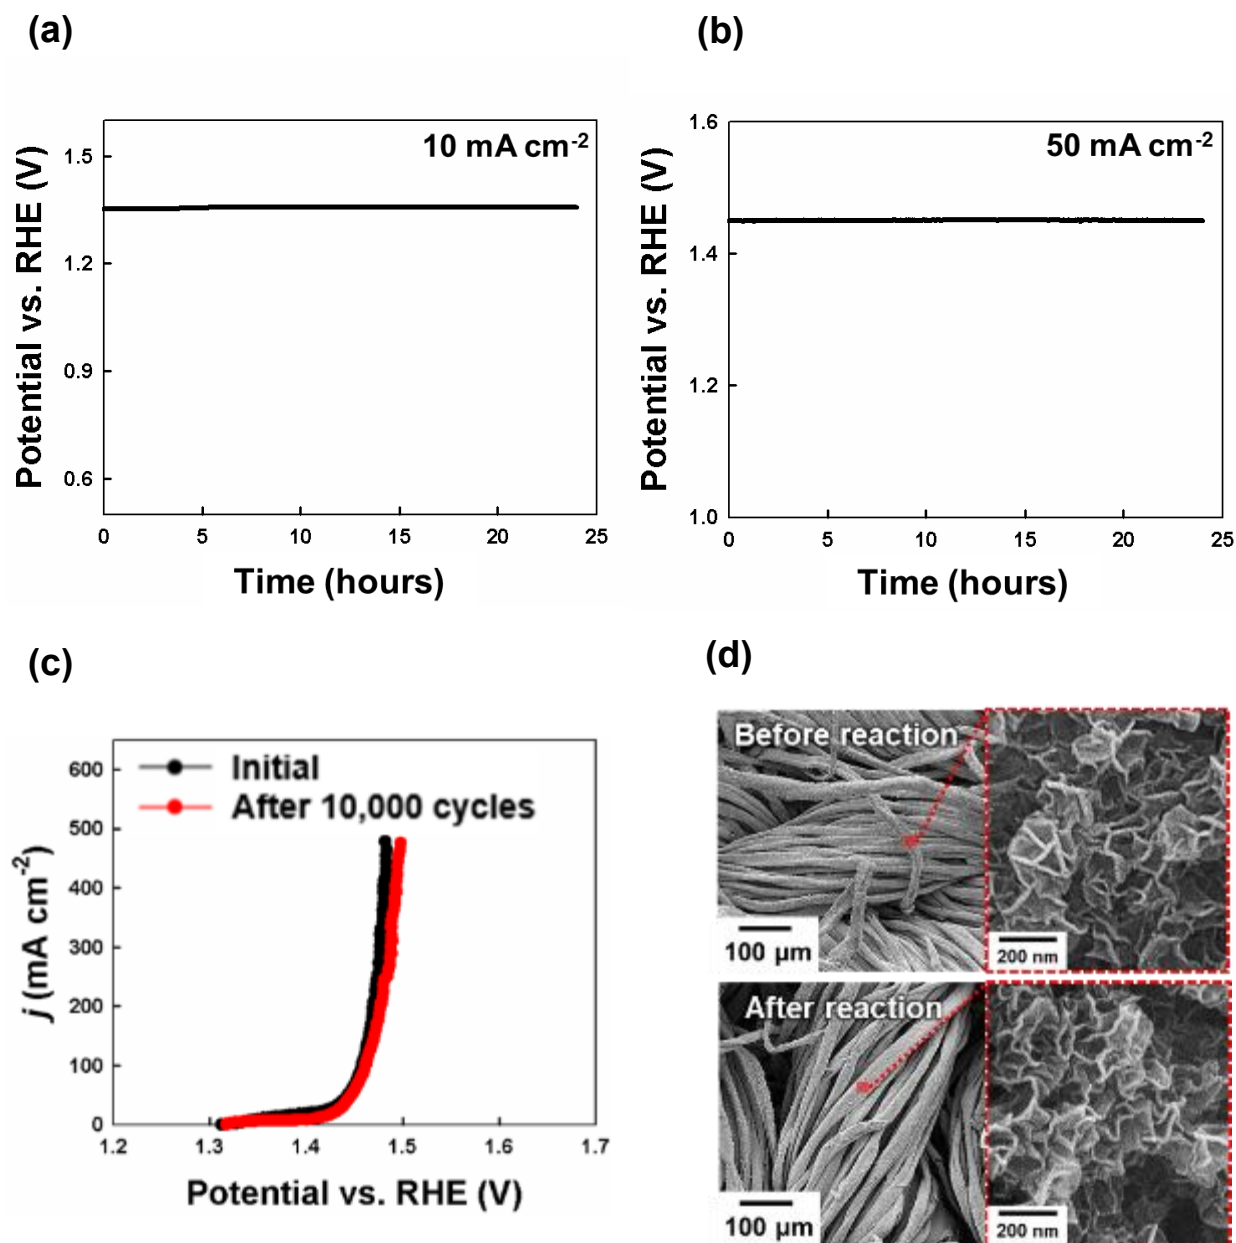 (a)
10 mA cm-2
Potential vs. RHE (V)
1.5
1.2
0.9
0.6
0 5 10 15 20 25
Time (hours)
(b)
50 mA cm-2
Potential vs. RHE (V)
1.6
1.4
1.2
1.0
0 5 10 15 20 25
Time (hours)
(c)
Initial
After 10,000 cycles
j (mA cm-2)
600
500
400
300
200
100
0
1.2 1.3 1.4 1.5 1.6 1.7
Potential vs. RHE (V)
(d)
Before reaction
100 μm
200 nm
After reaction
100 μm
200 nm